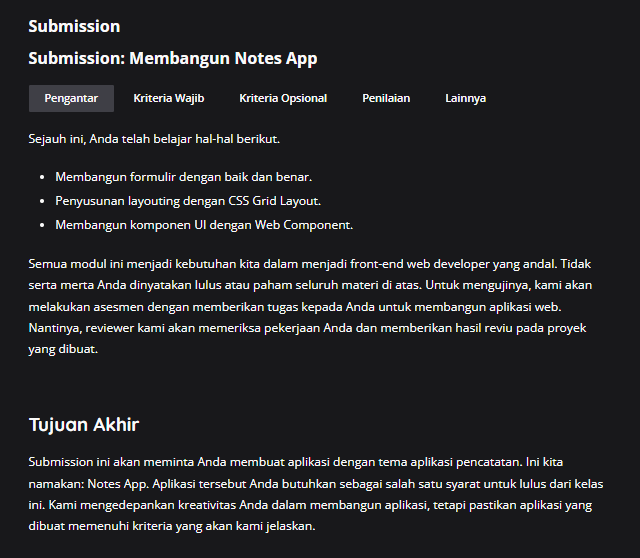 Submission
Submission: Membangun Notes App
Pengantar Kriteria Wajib Kriteria Opsional Penilaian Lainnya
Sejauh ini, Anda telah belajar hal-hal berikut.
• Membangun formulir dengan baik dan benar.
• Penyusunan layouting dengan CSS Grid Layout.
• Membangun komponen UI dengan Web Component.
Semua modul ini menjadi kebutuhan kita dalam menjadi front-end web developer yang andal. Tidak
serta merta Anda dinyatakan lulus atau paham seluruh materi di atas. Untuk mengujinya, kami akan
melakukan asesmen dengan memberikan tugas kepada Anda untuk membangun aplikasi web.
Nantinya, reviewer kami akan memeriksa pekerjaan Anda dan memberikan hasil reviu pada proyek
yang dibuat.
Tujuan Akhir
Submission ini akan meminta Anda membuat aplikasi dengan tema aplikasi pencatatan. Ini kita
namakan: Notes App. Aplikasi tersebut Anda butuhkan sebagai salah satu syarat untuk lulus dari kelas
ini. Kami mengedepankan kreativitas Anda dalam membangun aplikasi, tetapi pastikan aplikasi yang
dibuat memenuhi kriteria yang akan kami jelaskan.